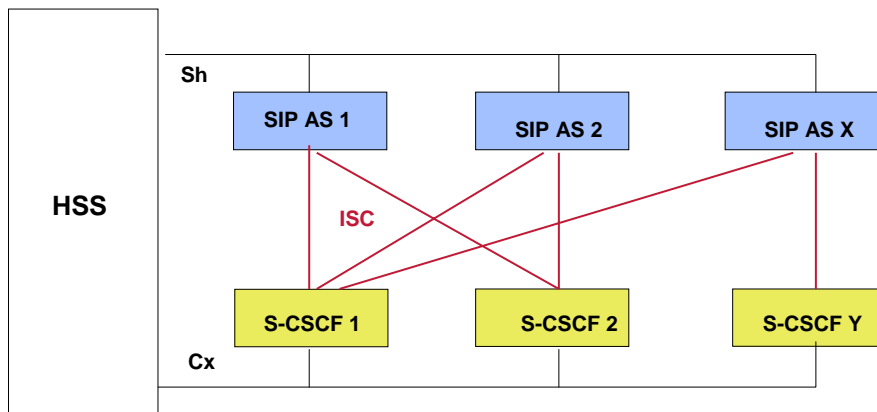 Sh
SIP AS 1
SIP AS 2
SIP AS X
HSS
ISC
S-CSCF 1
S-CSCF 2
S-CSCF Y
Cx